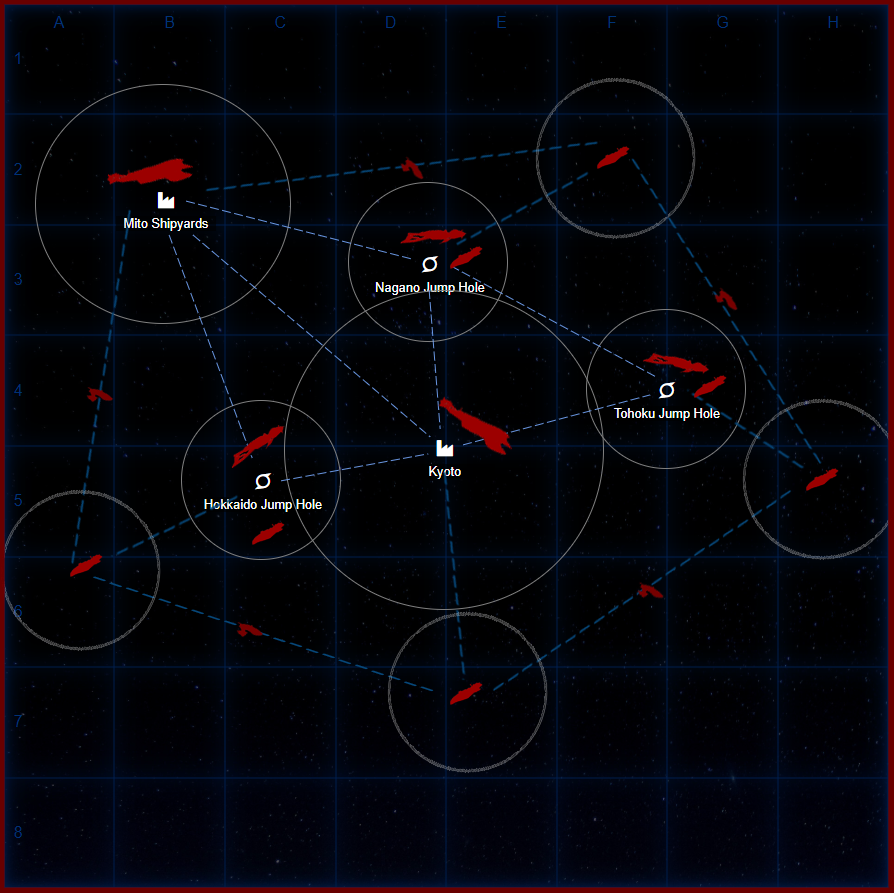 A B C D E F G H
1
2
Mito Shipyards
3
Nagano Jump Hole
4
Tohoku Jump Hole
Kyoto
5
Hokkaido Jump Hole
6
7
8